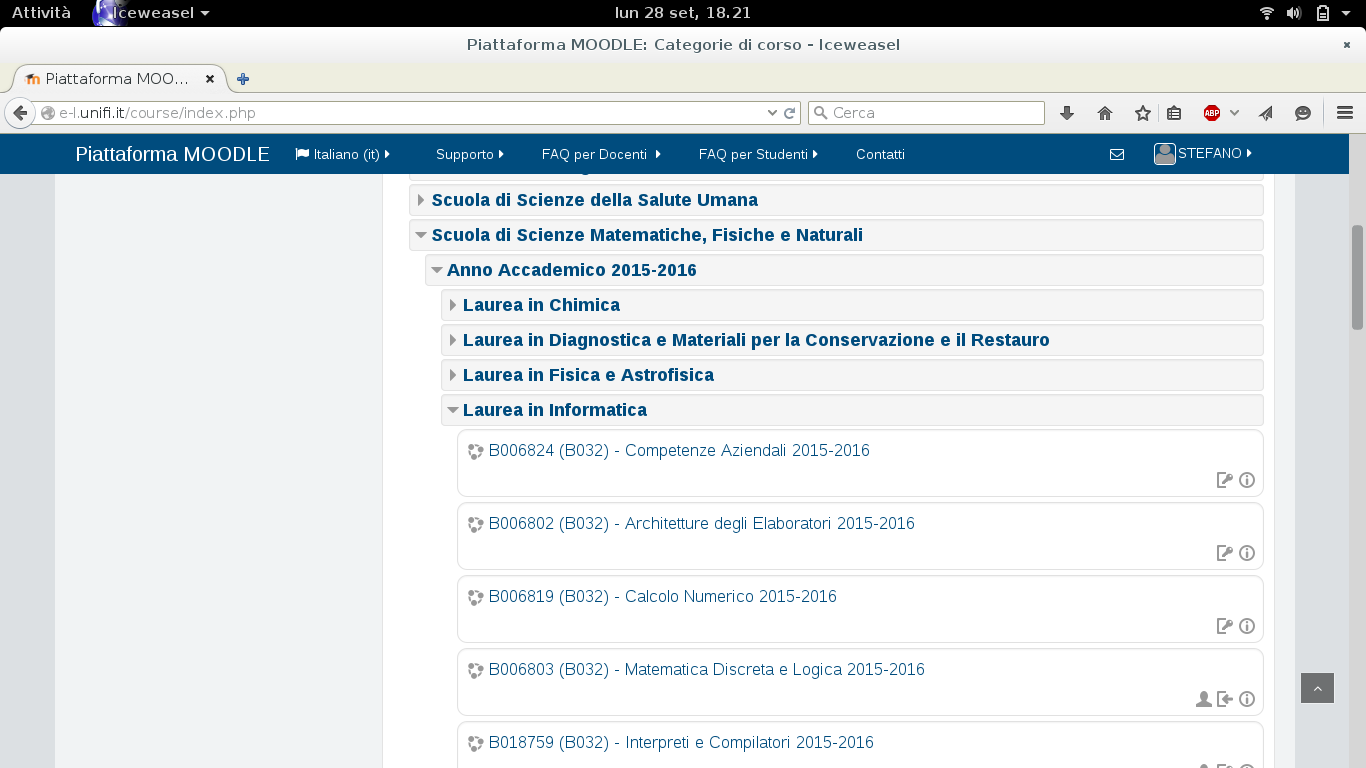 Attività Iceweasel lun 28 set, 18.21
Piattaforma MOODLE: Categorie di corso - Iceweasel
Piattaforma MOO...
e-l.unifi.it/course/index.php Cerca ABP
Piattaforma MOODLE Italiano (it) Supporto FAQ per Docenti FAQ per Studenti Contatti STEFANO
Scuola di Scienze della Salute Umana
Scuola di Scienze Matematiche, Fisiche e Naturali
Anno Accademico 2015-2016
Laurea in Chimica
Laurea in Diagnostica e Materiali per la Conservazione e il Restauro
Laurea in Fisica e Astrofisica
Laurea in Informatica
B006824 (B032) - Competenze Aziendali 2015-2016
B006802 (B032) - Architetture degli Elaboratori 2015-2016
B006819 (B032) - Calcolo Numerico 2015-2016
B006803 (B032) - Matematica Discreta e Logica 2015-2016
B018759 (B032) - Interpreti e Compilatori 2015-2016